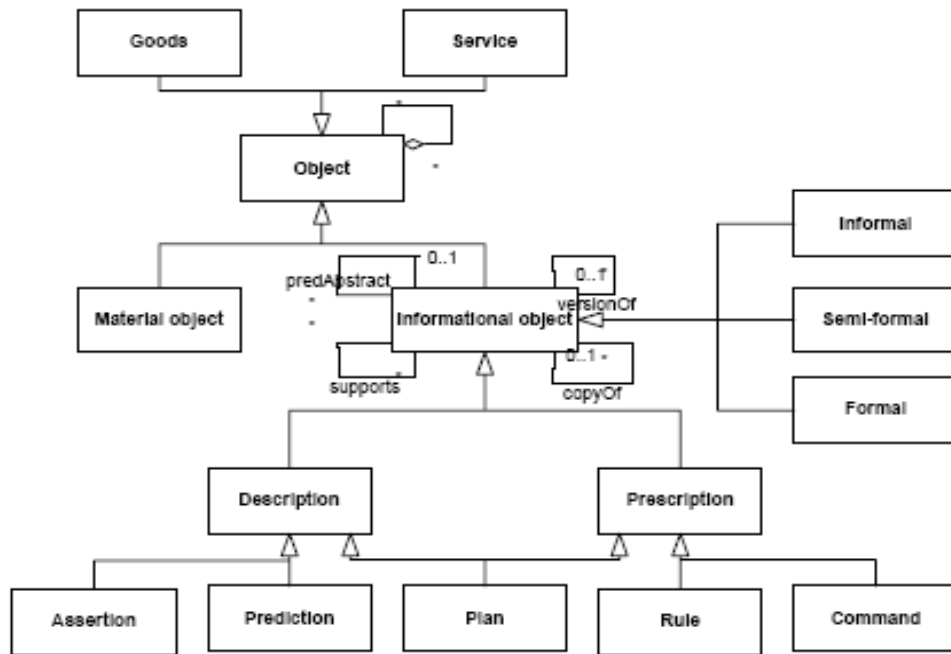 Goods
Service
*
Object
*
Informal
0..1
predAbstract
0..1
*
versionOf
Material object
*
Informational object
Semi-formal
0..1 *
supports
*
copyOf
Formal
Description
Prescription
Assertion
Prediction
Plan
Rule
Command